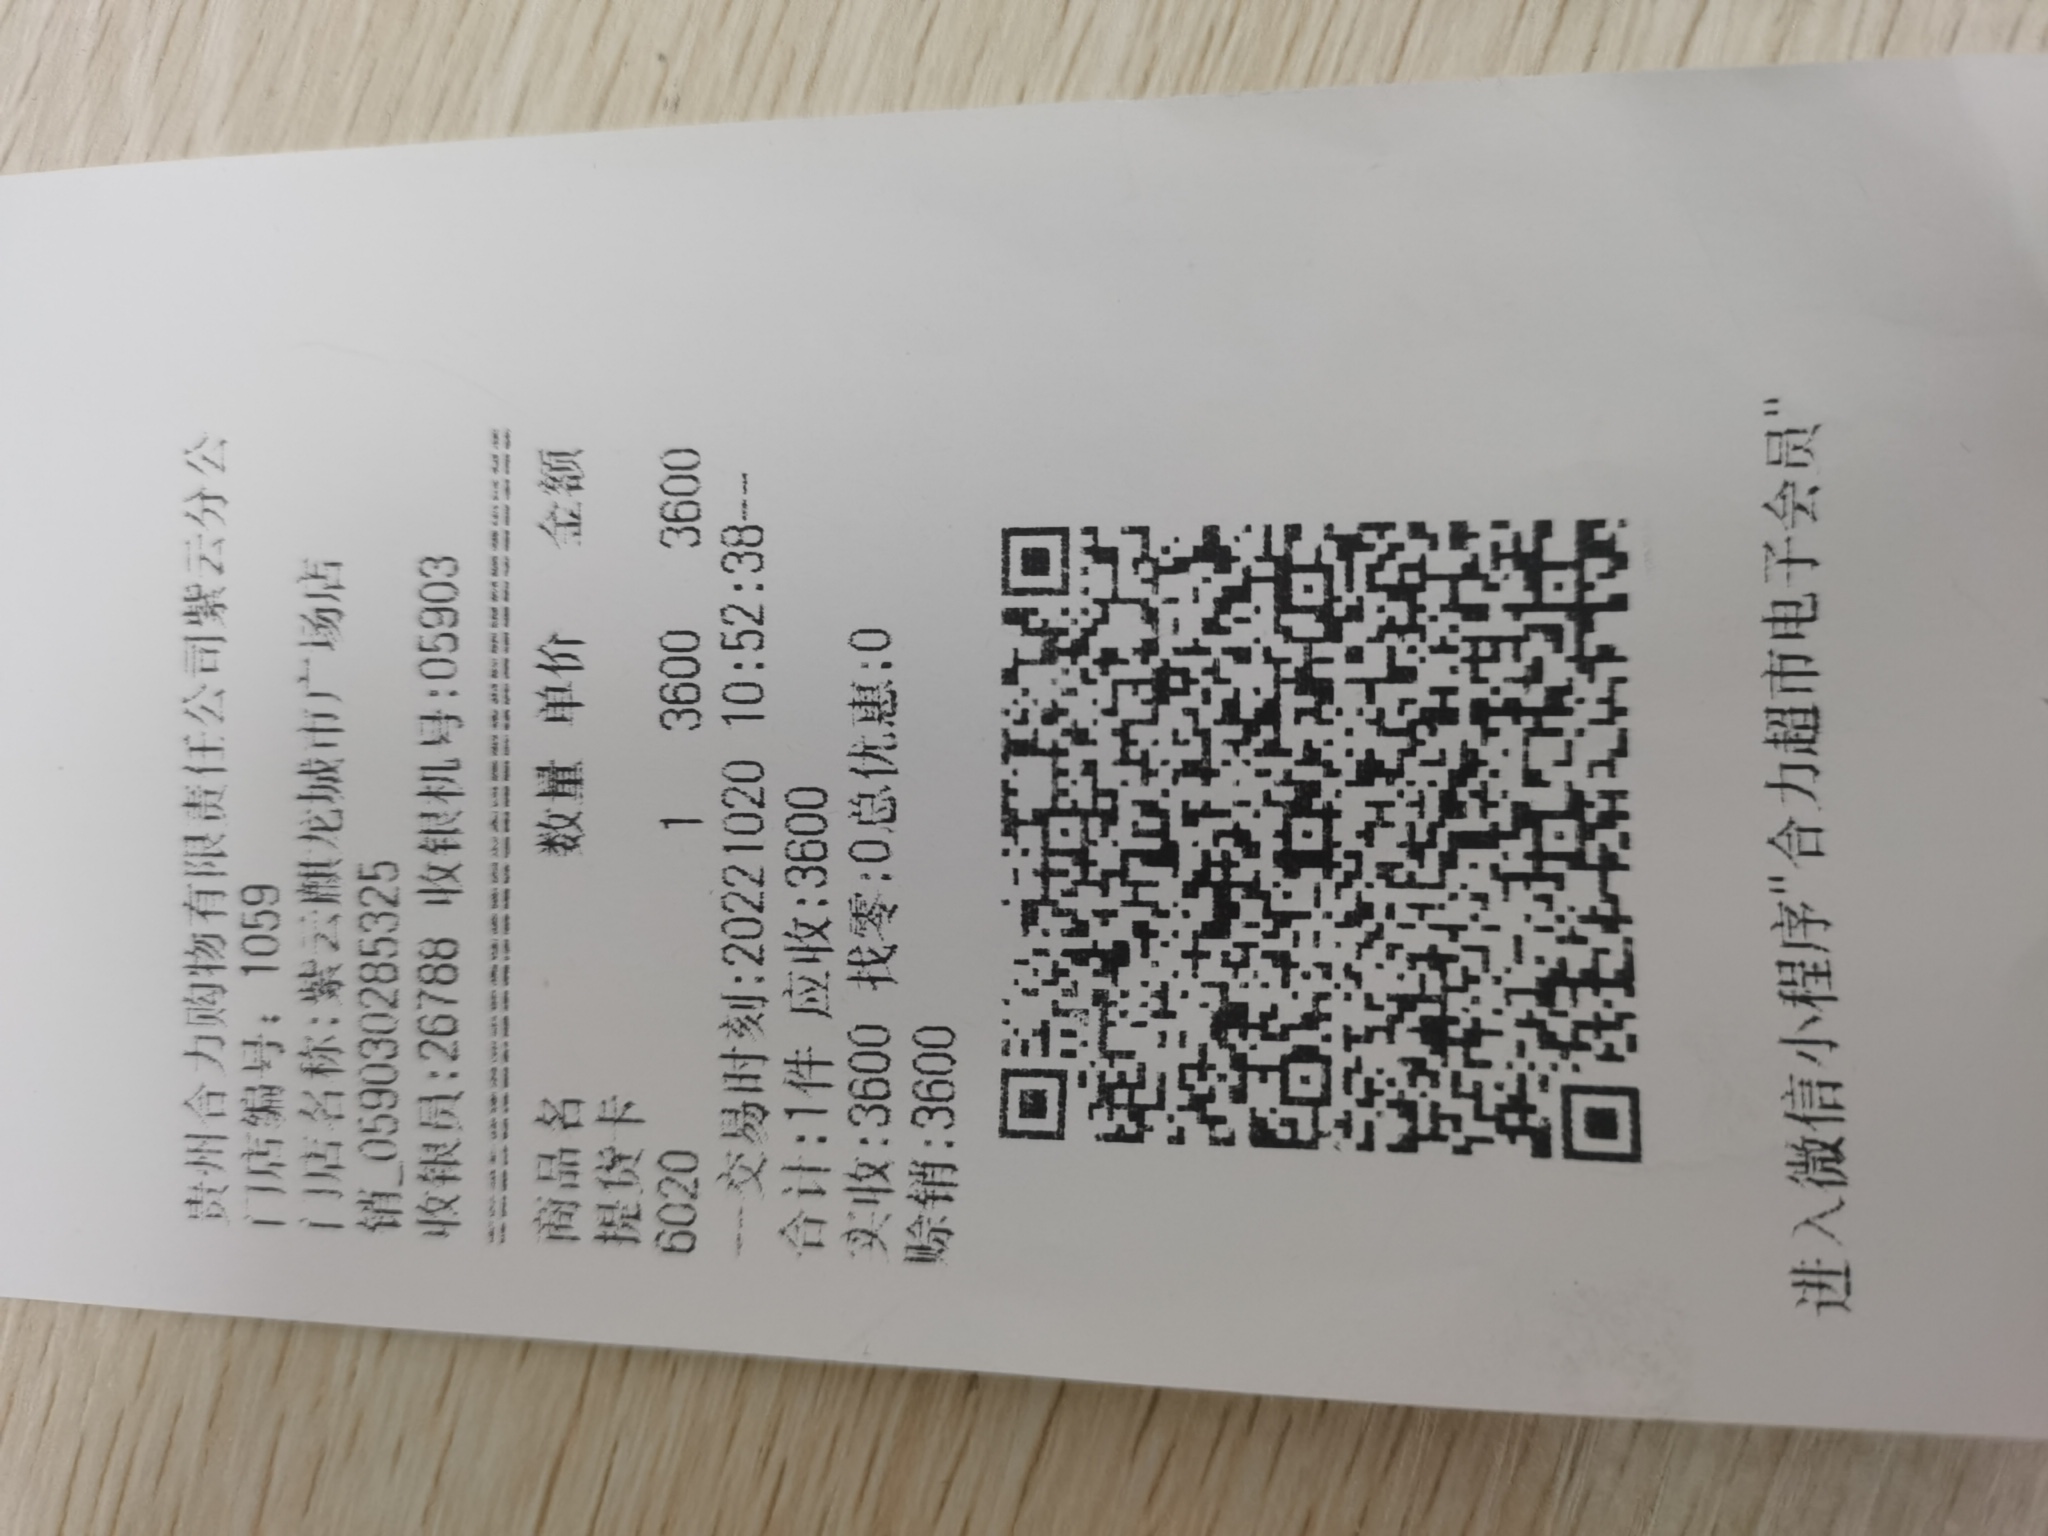 贵州合力购物有限责任公司紫云分公
门店编号: 1059
门店名称:紫云麒龙城市广场店
销_059030285325
收银员:26788 收银机号:05903
商品名 数量 单价 金额
提货卡
6020 1 3600 3600
---交易时刻:20221020 10:52:38---
合计:1件 应收:3600
实收:3600 找零:0总优惠:0
赊销:3600
进入微信小程序"合力超市电子会员"